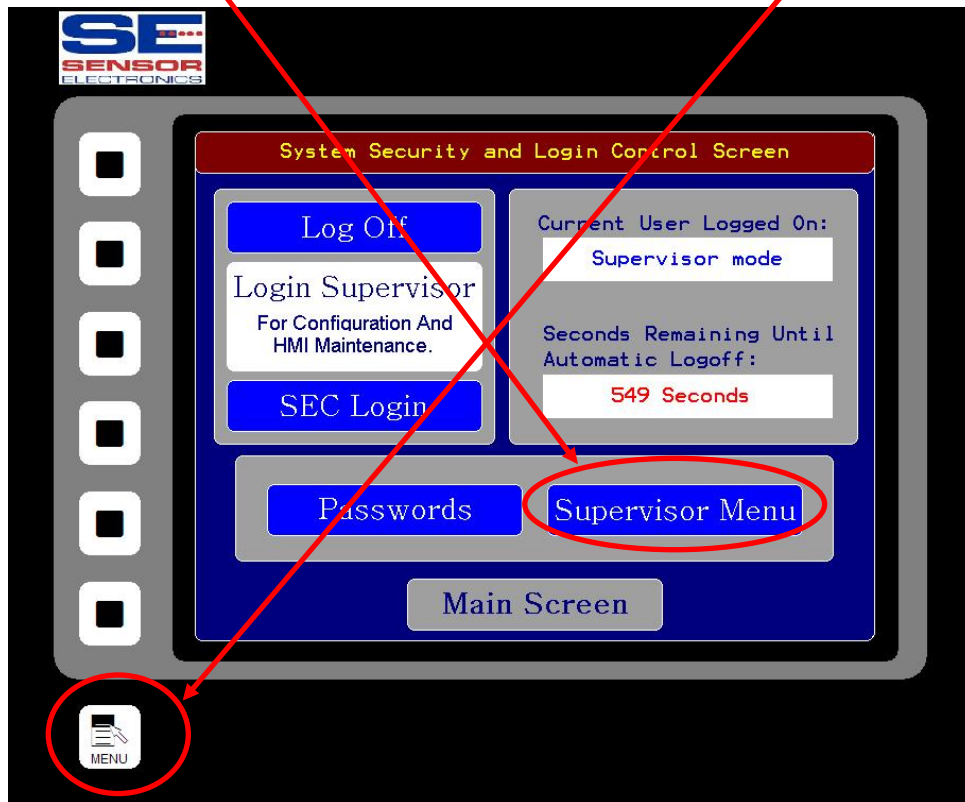 SE
SENSOR
ELECTRONICS
System Security and Login Control Screen
Log Off
Login Supervisor
For Configuration And
HMI Maintenance.
SEC Login
Current User Logged On:
Supervisor mode
Seconds Remaining Until
Automatic Logoff:
549 Seconds
Passwords
Supervisor Menu
Main Screen
MENU